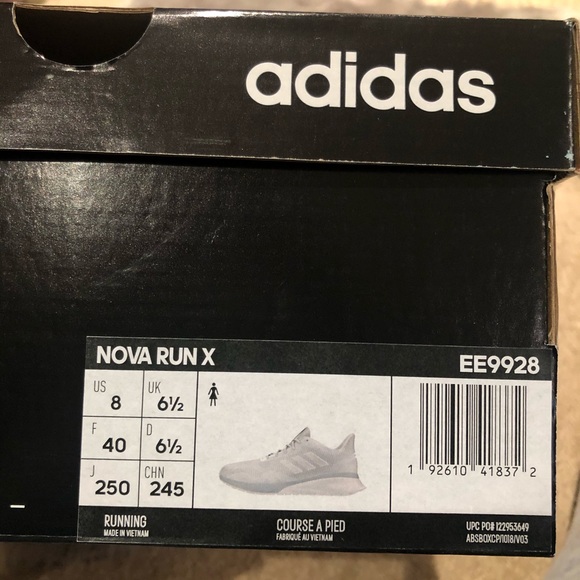 adidas
NOVA RUN X EE9928
US 8 UK 6½
F 40 D 6½
J 250 CHN 245
1 92610 41837 2
RUNNING COURSE A PIED UPC PO# 122953649
MADE IN VIETNAM FABRIQUÉ AU VIETNAM ABSBOXCP/1018/V03